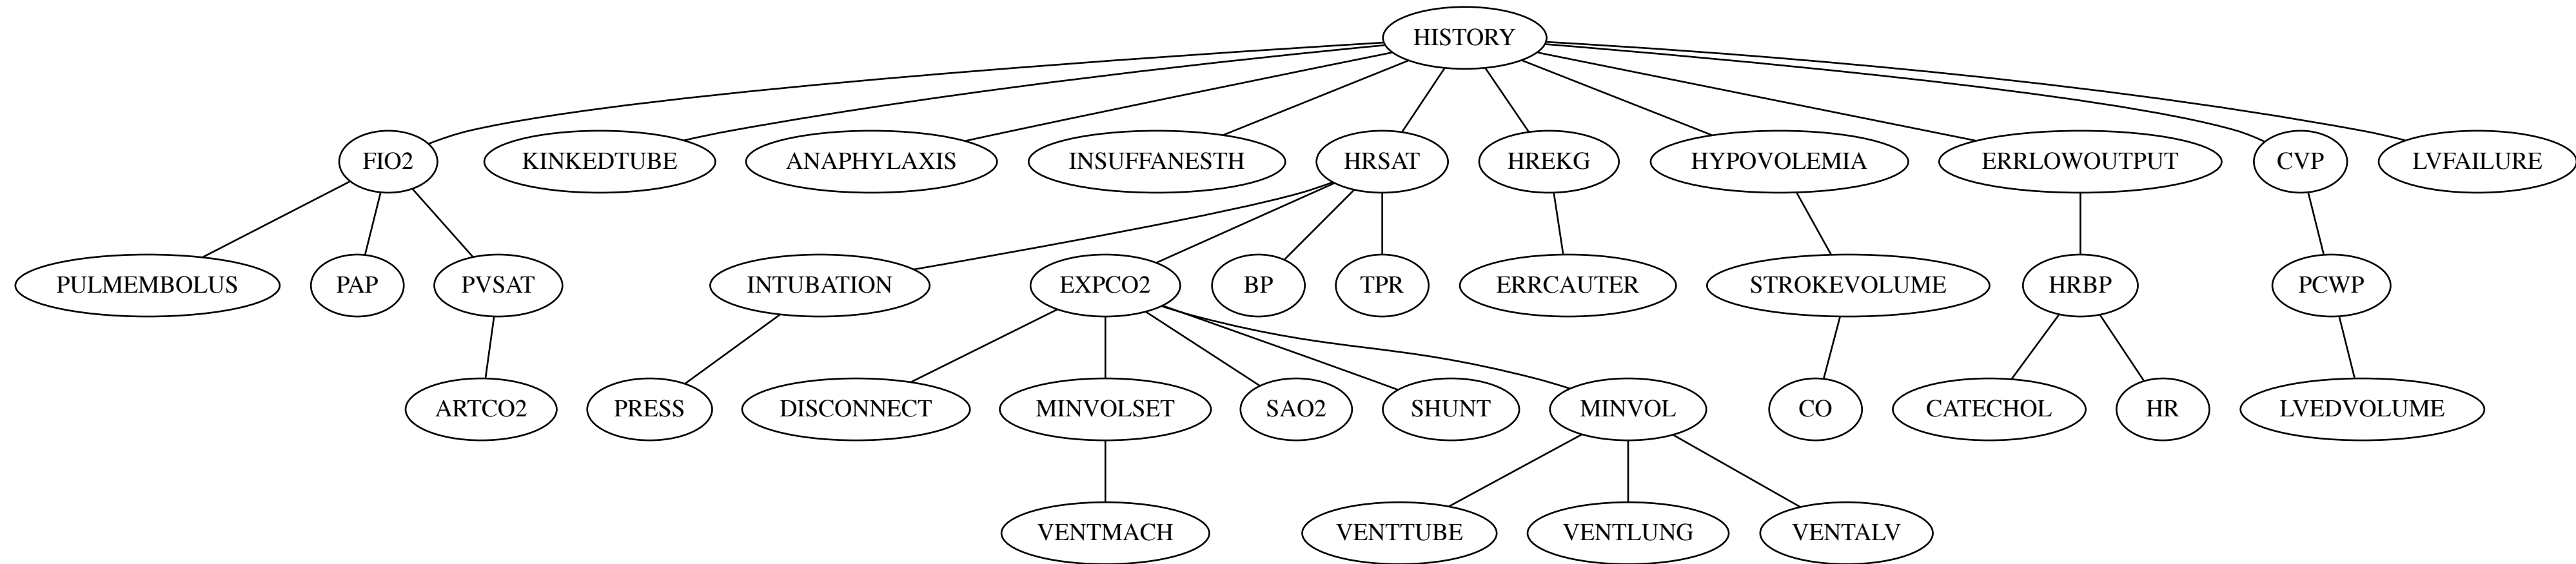 HISTORY
FIO2
KINKEDTUBE
ANAPHYLAXIS
INSUFFANESTH
HRSAT
HREKG
HYPOVOLEMIA
ERRLOWOUTPUT
CVP
LVFAILURE
PULMEMBOLUS
PAP
PVSAT
INTUBATION
EXPCO2
BP
TPR
ERRCAUTER
STROKEVOLUME
HRBP
PCWP
ARTCO2
PRESS
DISCONNECT
MINVOLSET
SAO2
SHUNT
MINVOL
CO
CATECHOL
HR
LVEDVOLUME
VENTMACH
VENTTUBE
VENTLUNG
VENTALV